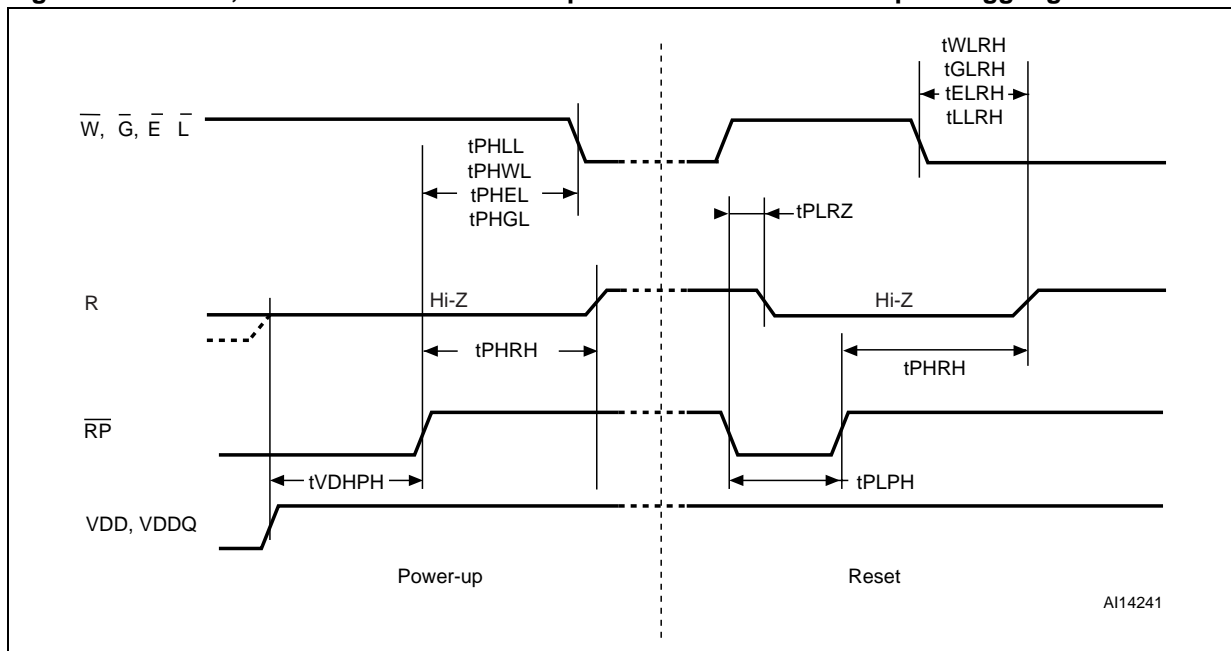 tWLRH
tGLRH
tELRH
tLLRH
W̅, G̅, E̅ L̅
tPHLL
tPHWL
tPHEL
tPHGL
tPLRZ
R
Hi-Z
Hi-Z
tPHRH
tPHRH
R̅P̅
tVDHPH
tPLPH
VDD, VDDQ
Power-up
Reset
AI14241